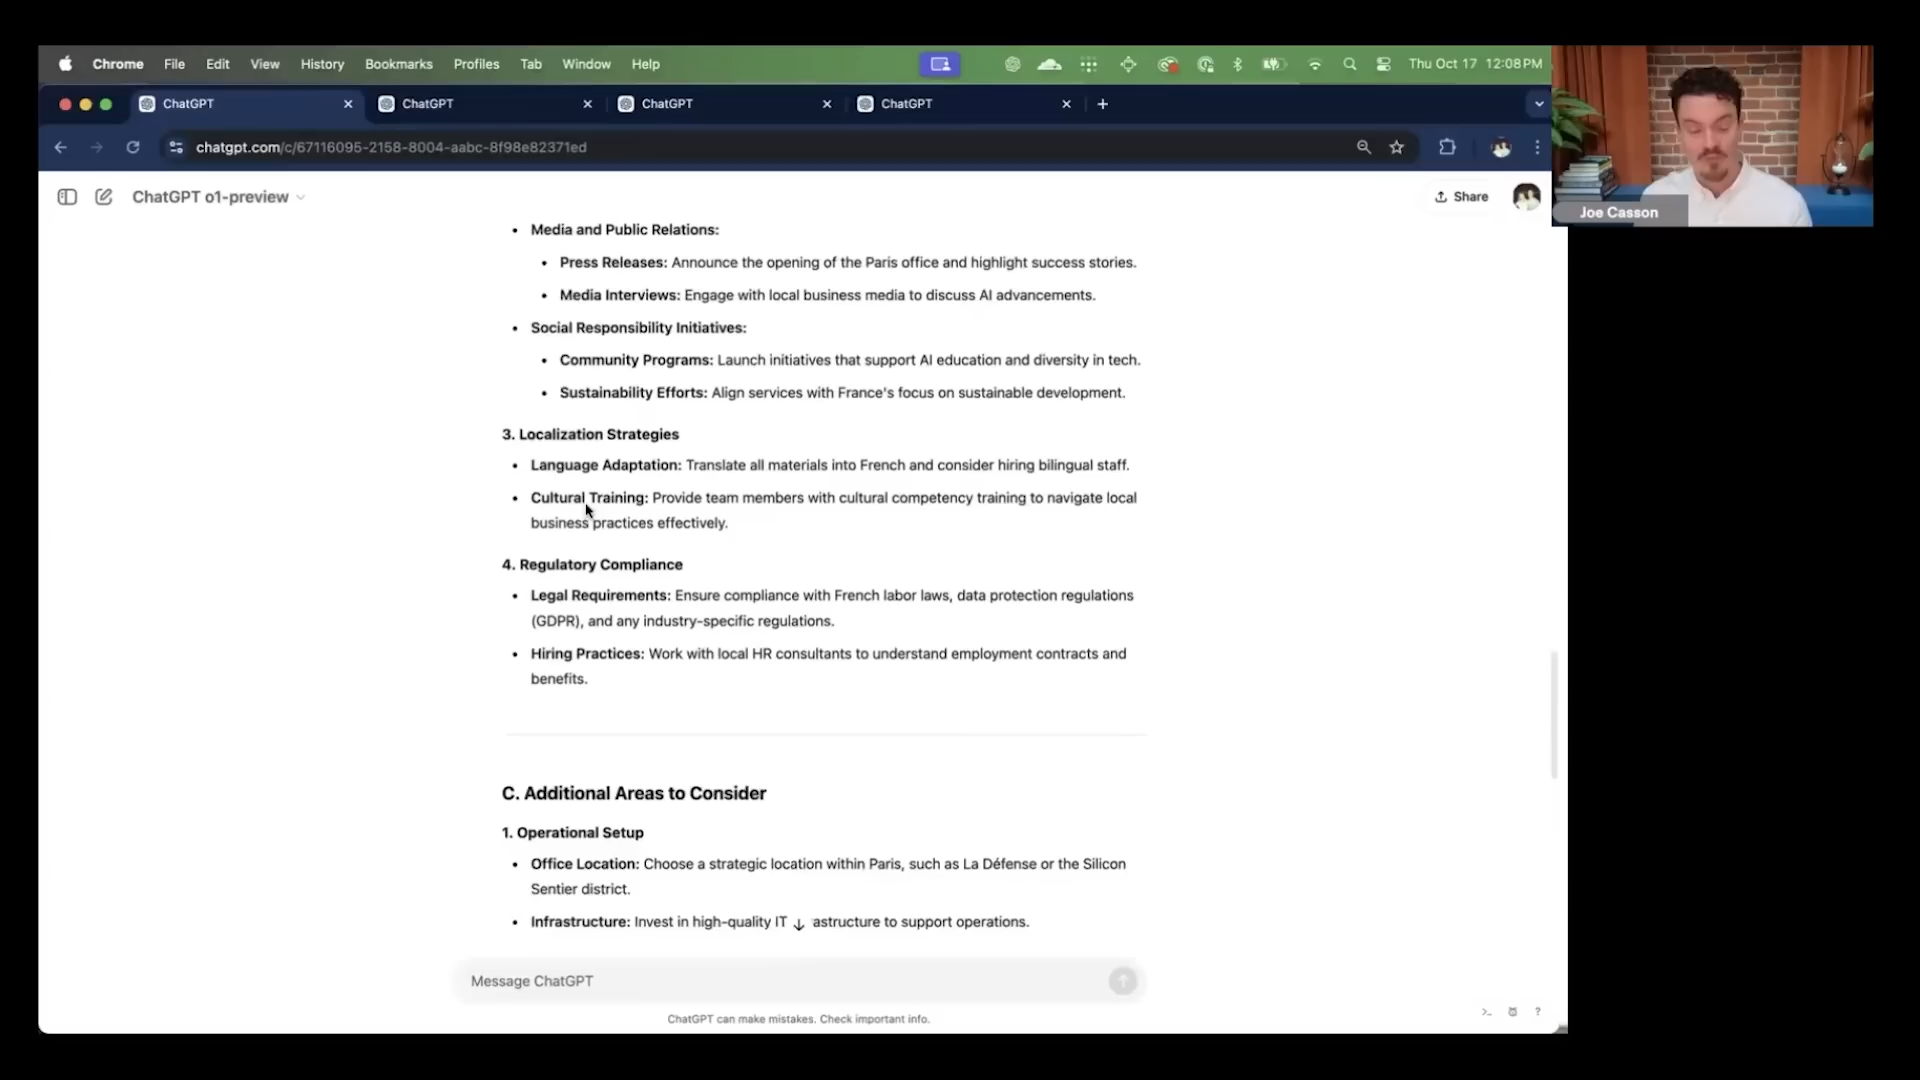 Chrome File Edit View History Bookmarks Profiles Tab Window Help Thu Oct 17 12:08 PM
ChatGPT ChatGPT ChatGPT ChatGPT
chatgpt.com/c/67116095-2158-8004-aabc-8f98e82371ed
ChatGPT o1-preview Share
Joe Casson
• Media and Public Relations:
• Press Releases: Announce the opening of the Paris office and highlight success stories.
• Media Interviews: Engage with local business media to discuss AI advancements.
• Social Responsibility Initiatives:
• Community Programs: Launch initiatives that support AI education and diversity in tech.
• Sustainability Efforts: Align services with France's focus on sustainable development.
3. Localization Strategies
• Language Adaptation: Translate all materials into French and consider hiring bilingual staff.
• Cultural Training: Provide team members with cultural competency training to navigate local
business practices effectively.
4. Regulatory Compliance
• Legal Requirements: Ensure compliance with French labor laws, data protection regulations
(GDPR), and any industry-specific regulations.
• Hiring Practices: Work with local HR consultants to understand employment contracts and
benefits.
C. Additional Areas to Consider
1. Operational Setup
• Office Location: Choose a strategic location within Paris, such as La Défense or the Silicon
Sentier district.
• Infrastructure: Invest in high-quality IT astructure to support operations.
Message ChatGPT
ChatGPT can make mistakes. Check important info.
?